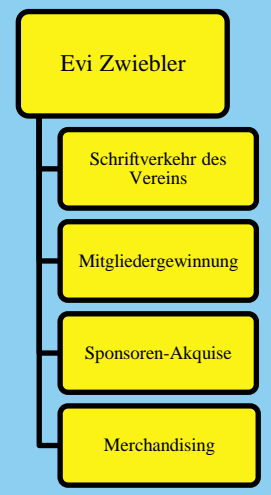 Evi Zwiebler
Schriftverkehr des
Vereins
Mitgliedergewinnung
Sponsoren-Akquise
Merchandising